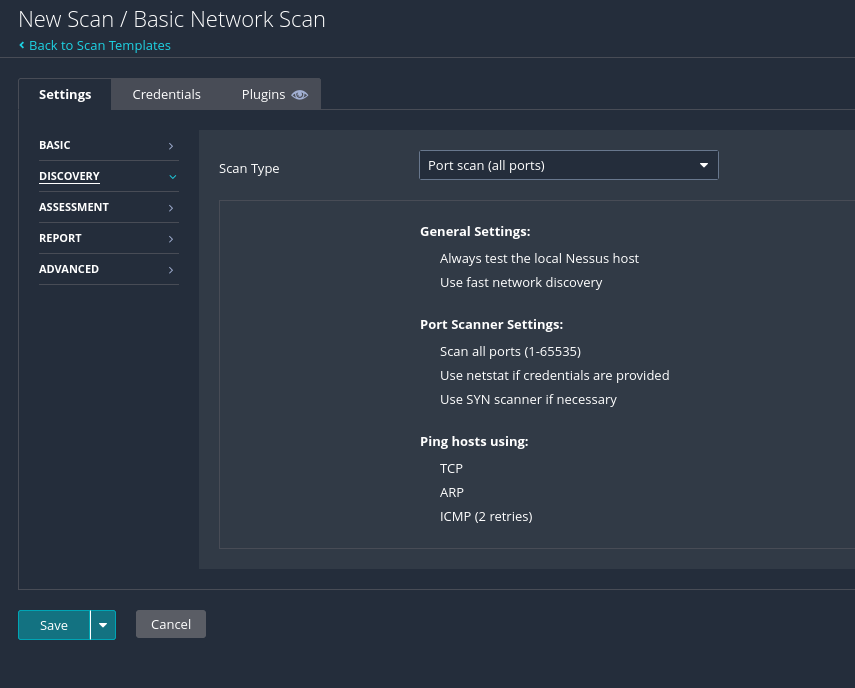 New Scan / Basic Network Scan
Back to Scan Templates
Settings Credentials Plugins
BASIC
DISCOVERY
ASSESSMENT
REPORT
ADVANCED
Scan Type Port scan (all ports)
General Settings:
Always test the local Nessus host
Use fast network discovery
Port Scanner Settings:
Scan all ports (1-65535)
Use netstat if credentials are provided
Use SYN scanner if necessary
Ping hosts using:
TCP
ARP
ICMP (2 retries)
Save Cancel